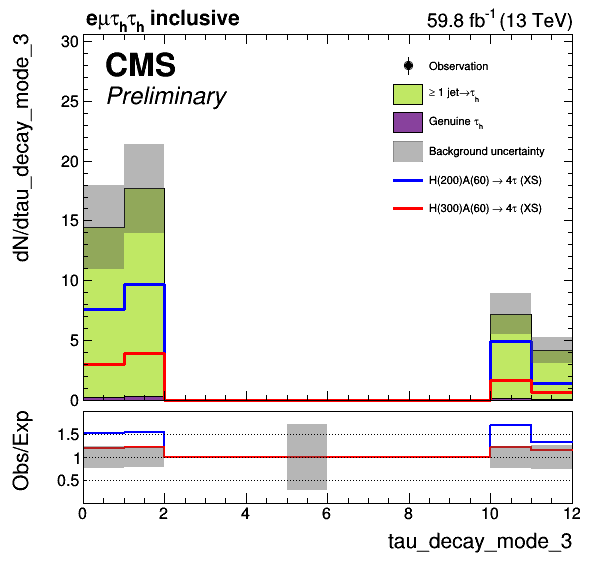 eμτhτh inclusive
59.8 fb-1 (13 TeV)
CMS
Preliminary
Observation
≥ 1 jet→τh
Genuine τh
Background uncertainty
H(200)A(60) → 4τ (XS)
H(300)A(60) → 4τ (XS)
dN/dtau_decay_mode_3
30
25
20
15
10
5
0
Obs/Exp
1.5
1
0.5
0 2 4 6 8 10 12
tau_decay_mode_3